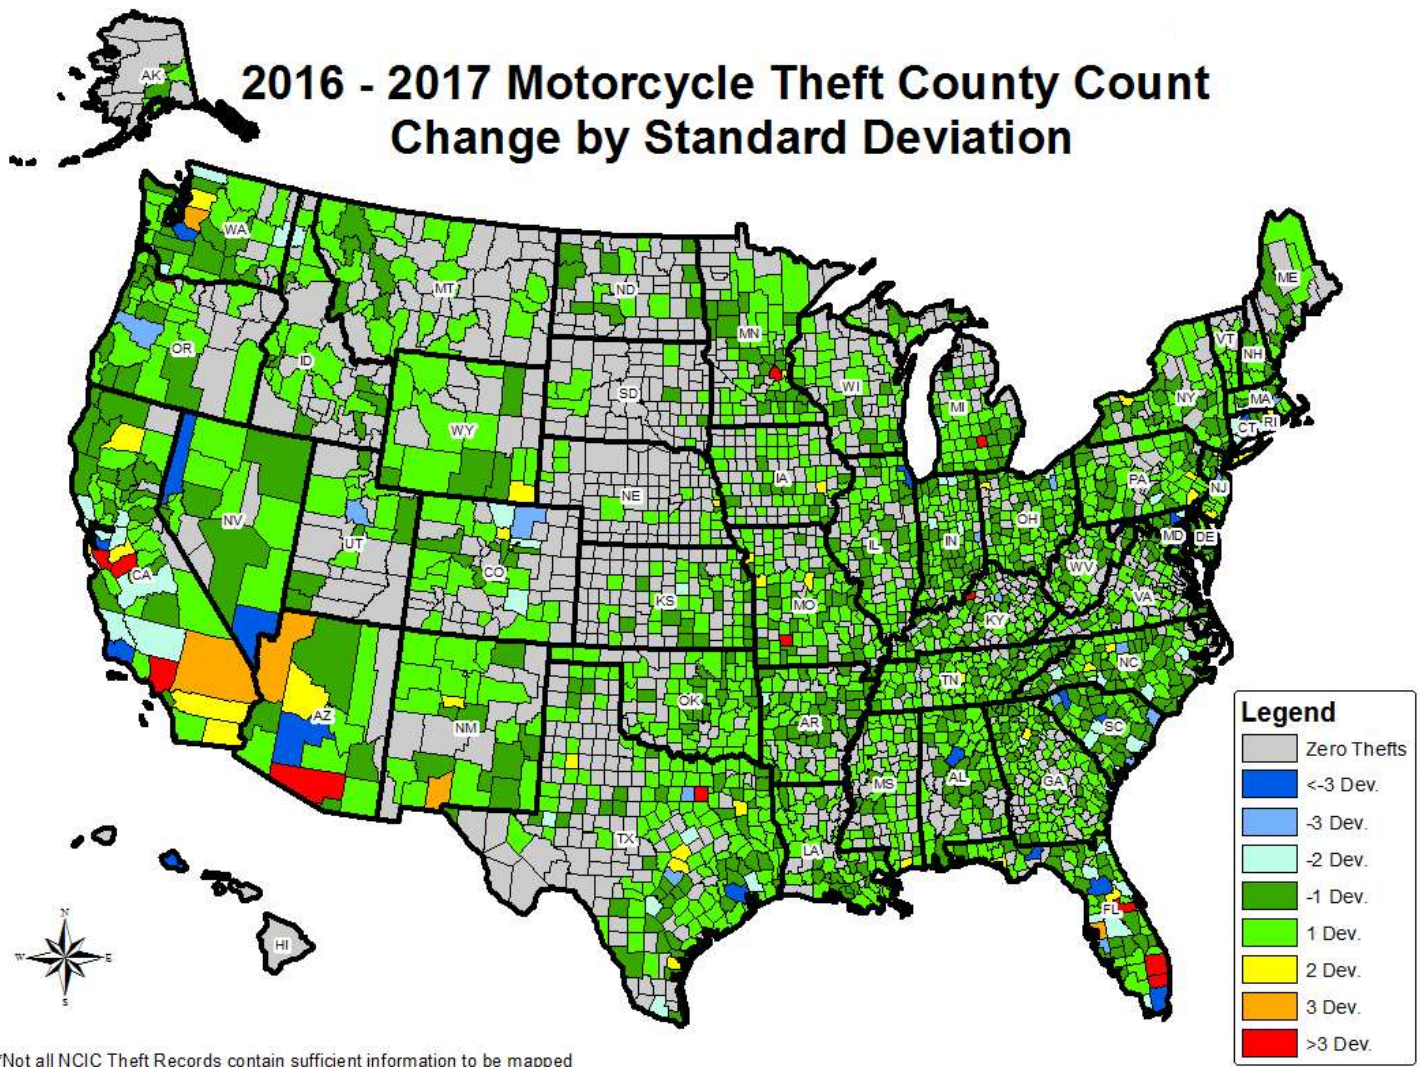 2016 - 2017 Motorcycle Theft County Count
Change by Standard Deviation
AK
WA
MT
ND
MN
ME
OR
ID
SD
WI
MI
VT
NH
NY
MA
CT
RI
WY
NE
IA
PA
NJ
NV
UT
CO
KS
MO
IL
IN
OH
MD
DE
WV
VA
KY
CA
AZ
NM
OK
AR
TN
NC
SC
MS
AL
GA
TX
LA
FL
HI
N
W
E
S
Legend
Zero Thefts
<-3 Dev.
-3 Dev.
-2 Dev.
-1 Dev.
1 Dev.
2 Dev.
3 Dev.
>3 Dev.
*Not all NCIC Theft Records contain sufficient information to be mapped